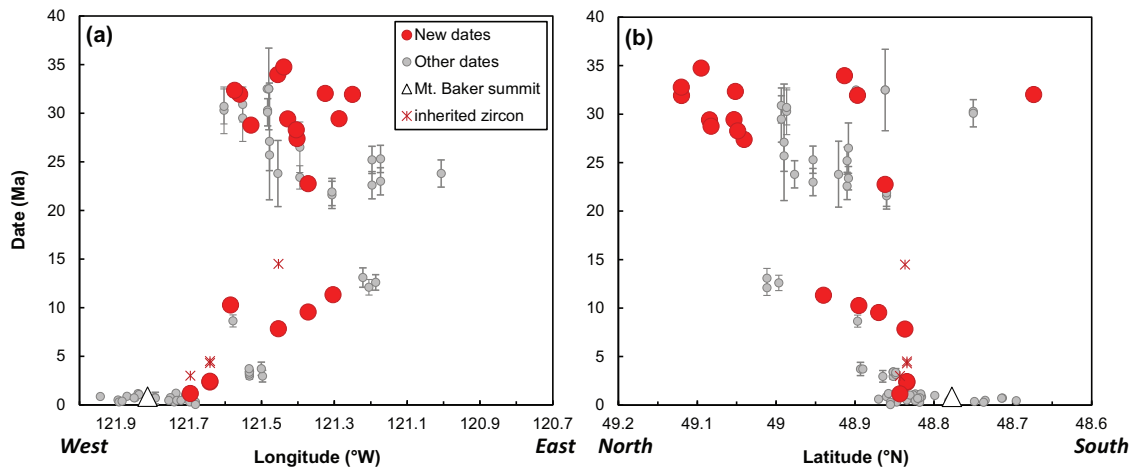 (a)
New dates
Other dates
Mt. Baker summit
inherited zircon
Date (Ma)
40
35
30
25
20
15
10
5
0
121.9 121.7 121.5 121.3 121.1 120.9 120.7
West Longitude (°W) East
(b)
40
35
30
25
20
15
10
5
0
49.2 49.1 49 48.9 48.8 48.7 48.6
North Latitude (°N) South